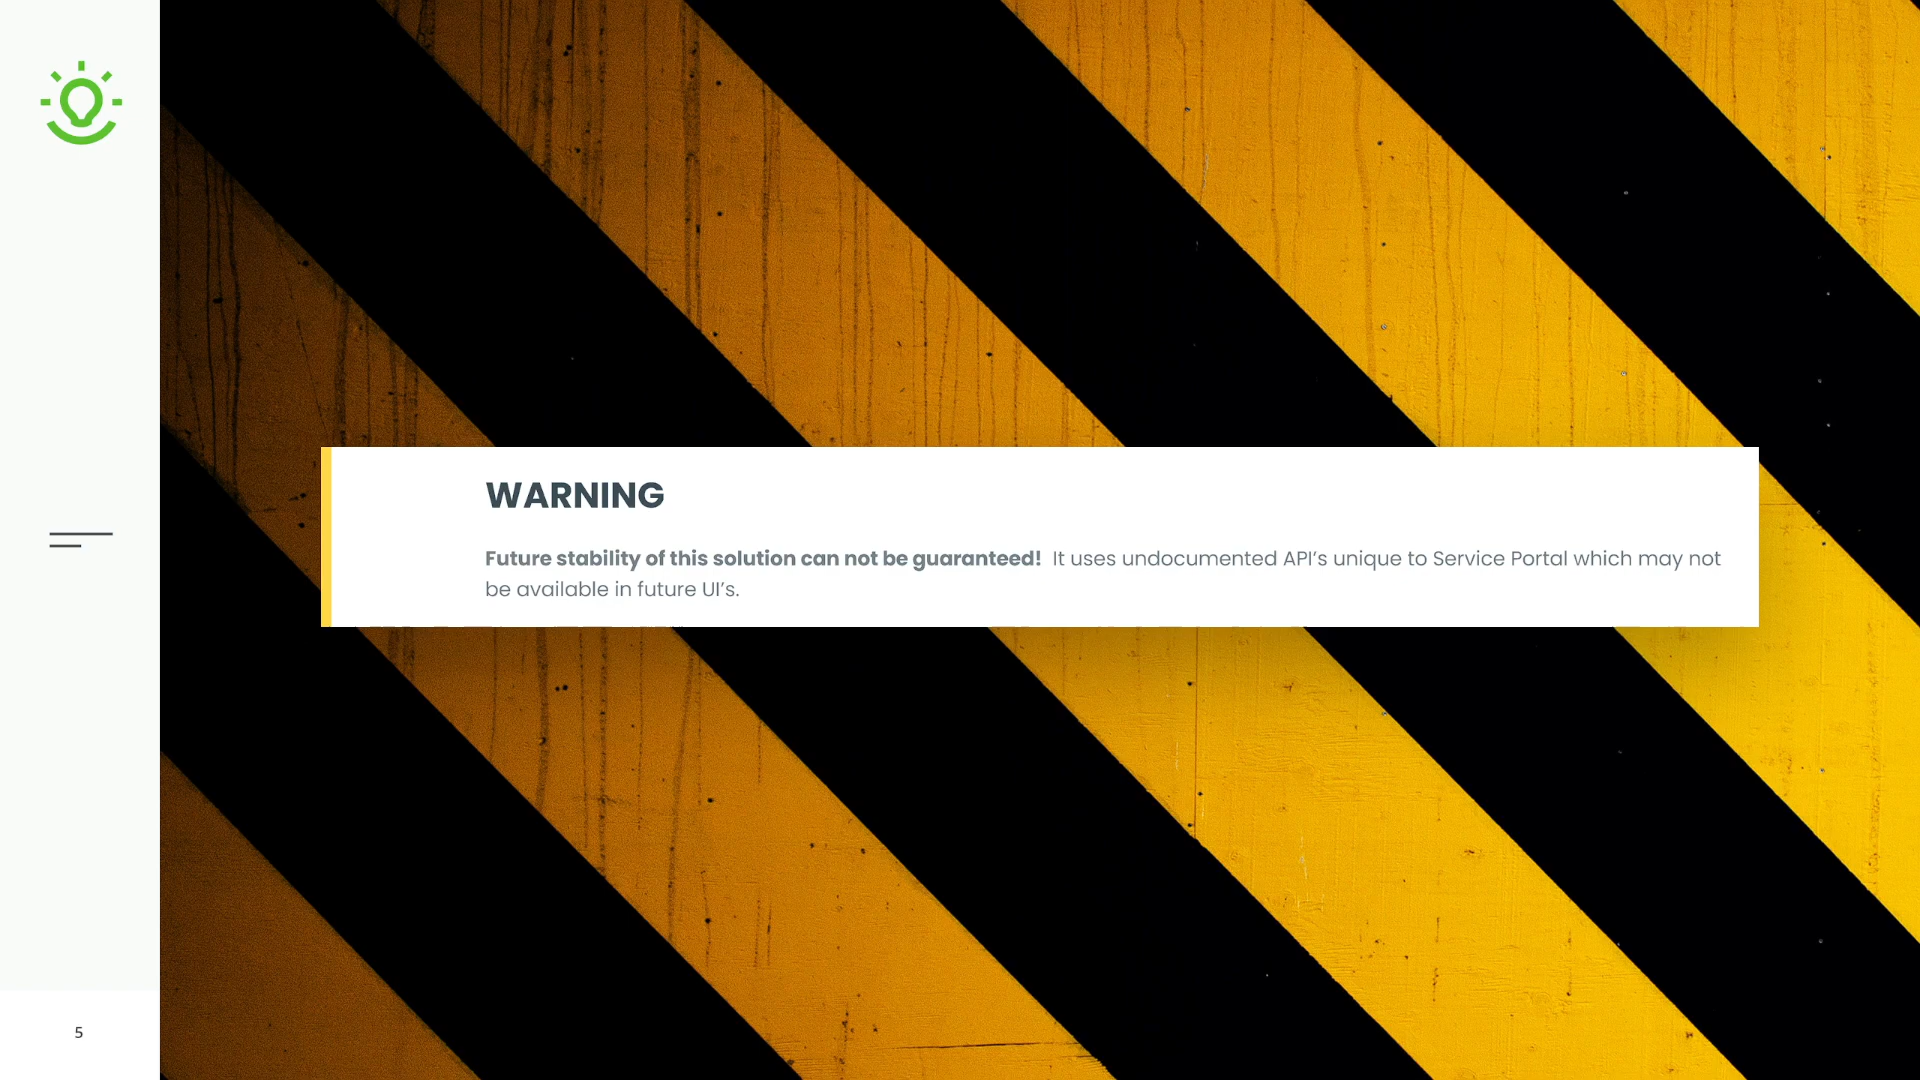 WARNING
Future stability of this solution can not be guaranteed! It uses undocumented API’s unique to Service Portal which may not
be available in future UI’s.
5